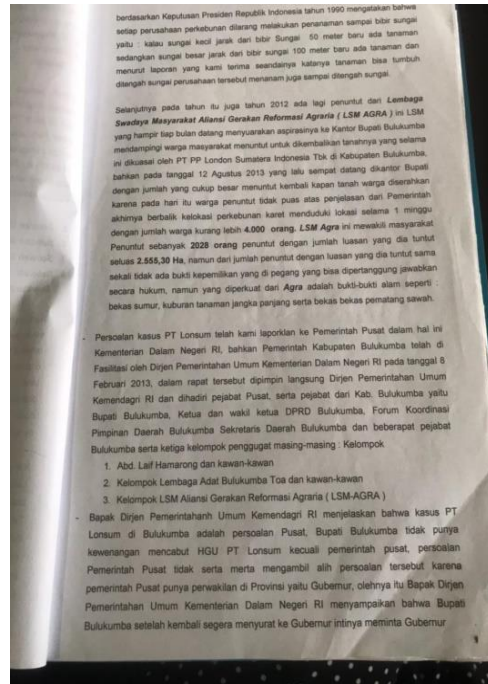 berdasarkan Keputusan Presiden Republik Indonesia tahun 1990 mengatakan bahwa
setiap perusahaan perkebunan dilarang melakukan penanaman sampai bibir sungai
yaitu : kalau sungai kecil jarak dari bibir Sungai 50 meter baru ada tanaman
sedangkan sungai besar jarak dari bibir sungai 100 meter baru ada tanaman dan
menurut laporan yang kami terima seandainya katanya tanaman bisa tumbuh
ditengah sungai perusahaan tersebut menanam juga sampai ditengah sungai.
Selanjutnya pada tahun itu juga tahun 2012 ada lagi penuntut dari Lembaga
Swadaya Masyarakat Aliansi Gerakan Reformasi Agraria ( LSM AGRA ) ini LSM
yang hampir tiap bulan datang menyuarakan aspirasinya ke Kantor Bupati Bulukumba
mendampingi warga masyarakat menuntut untuk dikembalikan tanahnya yang selama
ini dikuasai oleh PT PP London Sumatera Indonesia Tbk di Kabupaten Bulukumba,
bahkan pada tanggal 12 Agustus 2013 yang lalu sempat datang dikantor Bupati
dengan jumlah yang cukup besar menuntut kembali kapan tanah warga diserahkan
karena pada hari itu warga penuntut tidak puas atas penjelasan dari Pemerintah
akhirnya berbalik kelokasi perkebunan karet menduduki lokasi selama 1 minggu
dengan jumlah warga kurang lebih 4.000 orang. LSM Agra ini mewakili masyarakat
Penuntut sebanyak 2028 orang penuntut dengan jumlah luasan yang dia tuntut
seluas 2.555,30 Ha, namun dari jumlah penuntut dengan luasan yang dia tuntut sama
sekali tidak ada bukti kepemilikan yang di pegang yang bisa dipertanggung jawabkan
secara hukum, namun yang diperkuat dari Agra adalah bukti-bukti alam seperti :
bekas sumur, kuburan tanaman jangka panjang serta bekas bekas pematang sawah.
- Persoalan kasus PT Lonsum telah kami laporkan ke Pemerintah Pusat dalam hal ini
Kementerian Dalam Negeri RI, bahkan Pemerintah Kabupaten Bulukumba telah di
Fasilitasi oleh Dirjen Pemerintahan Umum Kementerian Dalam Negeri RI pada tanggal 6
Februari 2013, dalam rapat tersebut dipimpin langsung Dirjen Pemerintahan Umum
Kemendagri RI dan dihadiri pejabat Pusat, serta pejabat dari Kab. Bulukumba yaitu
Bupati Bulukumba, Ketua dan wakil ketua DPRD Bulukumba, Forum Koordinasi
Pimpinan Daerah Bulukumba Sekretaris Daerah Bulukumba dan beberapat pejabat
Bulukumba serta ketiga kelompok penggugat masing-masing : Kelompok
1. Abd. Laif Hamarong dan kawan-kawan
2. Kelompok Lembaga Adat Bulukumba Toa dan kawan-kawan
3. Kelompok LSM Aliansi Gerakan Reformasi Agraria ( LSM-AGRA )
- Bapak Dirjen Pemerintahanh Umum Kemendagri RI menjelaskan bahwa kasus PT
Lonsum di Bulukumba adalah persoalan Pusat, Bupati Bulukumba tidak punya
kewenangan mencabut HGU PT Lonsum kecuali pemerintah pusat, persoalan
Pemerintah Pusat tidak serta merta mengambil alih persoalan tersebut karena
pemerintah Pusat punya perwakilan di Provinsi yaitu Gubernur, olehnya itu Bapak Dirjen
Pemerintahan Umum Kementerian Dalam Negeri RI menyampaikan bahwa Bupati
Bulukumba setelah kembali segera menyurat ke Gubernur intinya meminta Gubernur